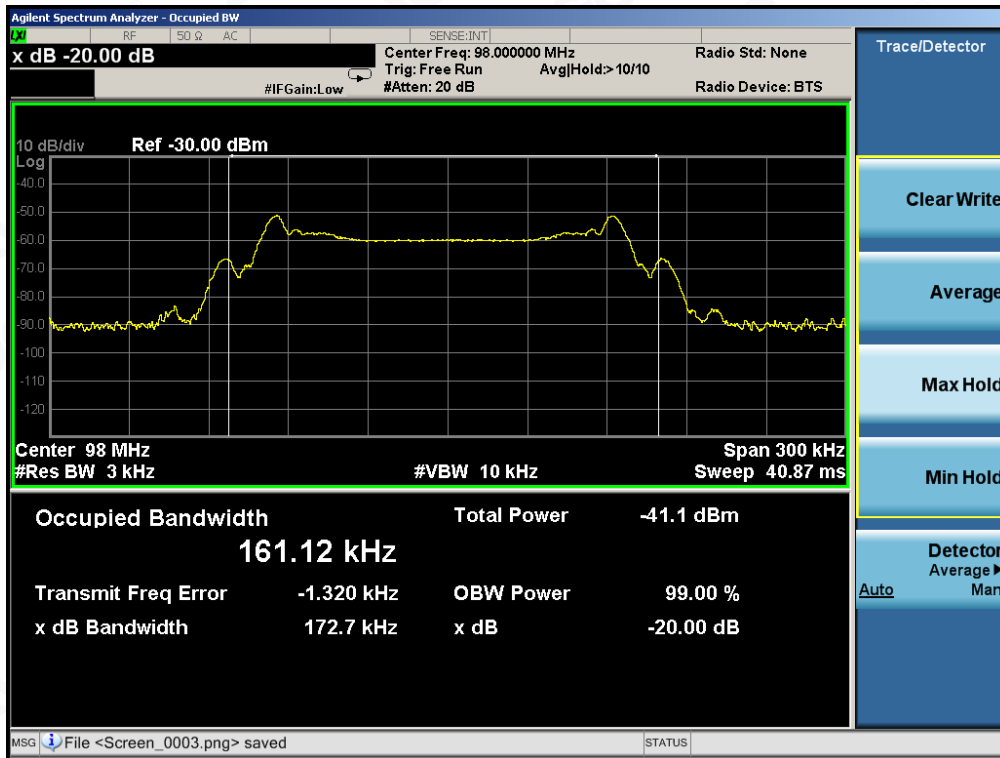 Agilent Spectrum Analyzer - Occupied BW
LXI RF 50 Ω AC SENSE:INT
x dB -20.00 dB
Center Freq: 98.000000 MHz Radio Std: None
Trig: Free Run Avg|Hold:>10/10
#IFGain:Low #Atten: 20 dB Radio Device: BTS
10 dB/div Ref -30.00 dBm
Log
-40.0
-50.0
-60.0
-70.0
-80.0
-90.0
-100
-110
-120
Center 98 MHz Span 300 kHz
#Res BW 3 kHz #VBW 10 kHz Sweep 40.87 ms
Occupied Bandwidth Total Power -41.1 dBm
161.12 kHz
Transmit Freq Error -1.320 kHz OBW Power 99.00 %
x dB Bandwidth 172.7 kHz x dB -20.00 dB
MSG File <Screen_0003.png> saved STATUS
Trace/Detector
Clear Write
Average
Max Hold
Min Hold
Detector
Average
Auto Man